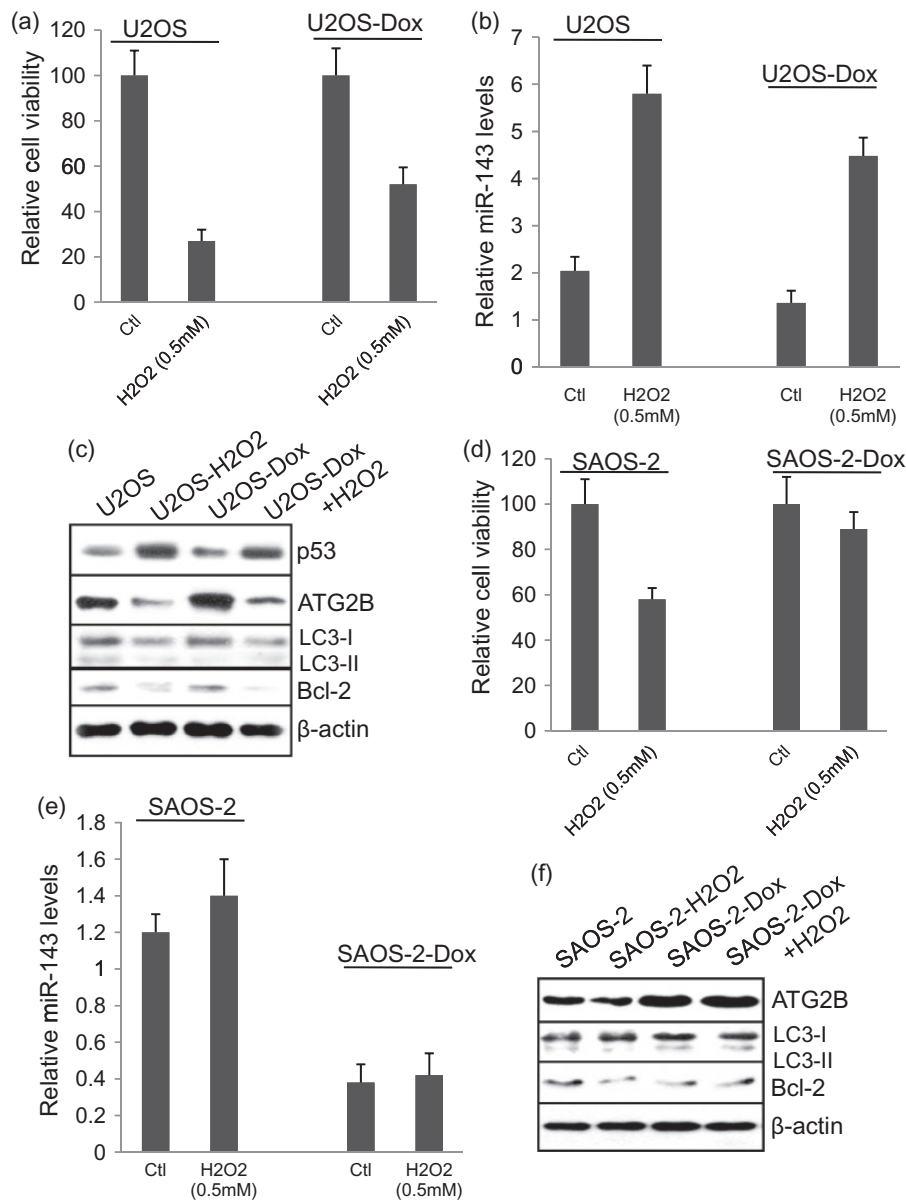 (a)
U2OS
U2OS-Dox
Relative cell viability
120
100
80
60
40
20
0
Ctl
H2O2 (0.5mM)
Ctl
H2O2 (0.5mM)
(b)
U2OS
U2OS-Dox
Relative miR-143 levels
7
6
5
4
3
2
1
0
Ctl
H2O2
(0.5mM)
Ctl
H2O2
(0.5mM)
(c)
U2OS
U2OS-H2O2
U2OS-Dox
U2OS-Dox
+H2O2
p53
ATG2B
LC3-I
LC3-II
Bcl-2
β-actin
(d)
SAOS-2
SAOS-2-Dox
Relative cell viability
120
100
80
60
40
20
0
Ctl
H2O2 (0.5mM)
Ctl
H2O2 (0.5mM)
(e)
SAOS-2
SAOS-2-Dox
Relative miR-143 levels
1.8
1.6
1.4
1.2
1
0.8
0.6
0.4
0.2
0
Ctl
H2O2
(0.5mM)
Ctl
H2O2
(0.5mM)
(f)
SAOS-2
SAOS-2-H2O2
SAOS-2-Dox
SAOS-2-Dox
+H2O2
ATG2B
LC3-I
LC3-II
Bcl-2
β-actin